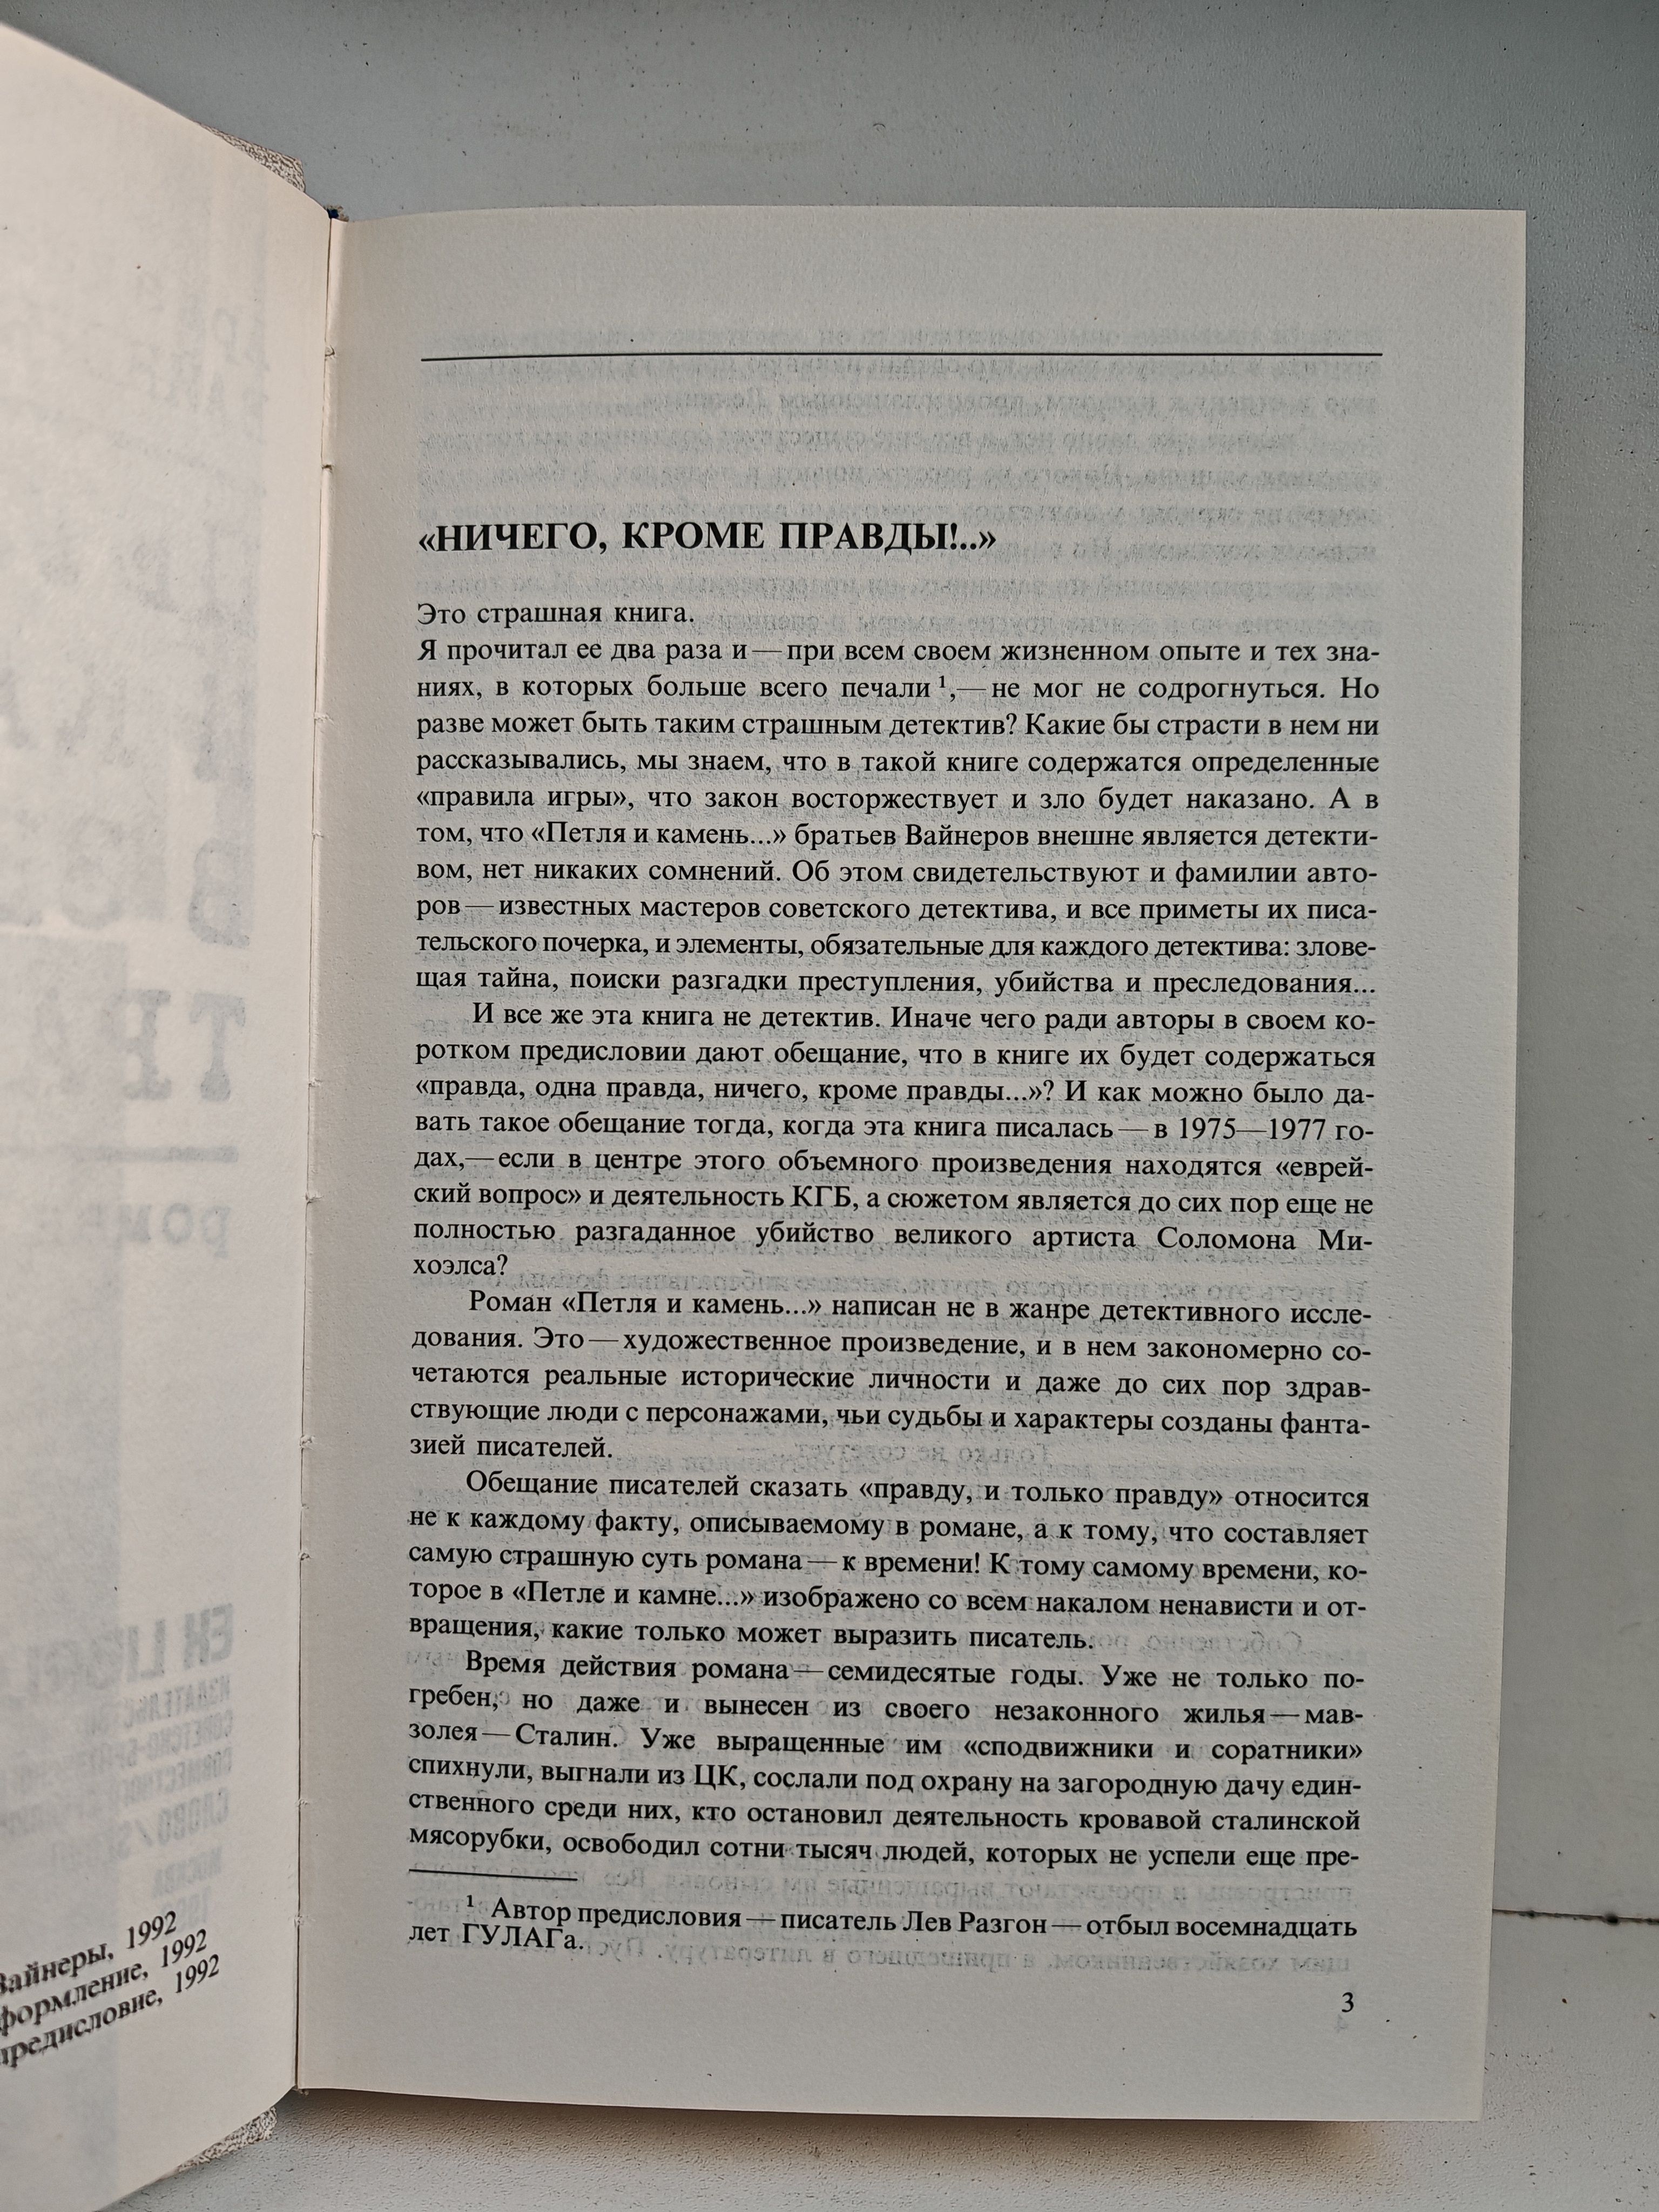 «НИЧЕГО, КРОМЕ ПРАВДЫ!..»
Это страшная книга.
Я прочитал ее два раза и — при всем своем жизненном опыте и тех зна-
ниях, в которых больше всего печали ¹,— не мог не содрогнуться. Но
разве может быть таким страшным детектив? Какие бы страсти в нем ни
рассказывались, мы знаем, что в такой книге содержатся определенные
«правила игры», что закон восторжествует и зло будет наказано. А в
том, что «Петля и камень...» братьев Вайнеров внешне является детекти-
вом, нет никаких сомнений. Об этом свидетельствуют и фамилии авто-
ров — известных мастеров советского детектива, и все приметы их писа-
тельского почерка, и элементы, обязательные для каждого детектива: злове-
щая тайна, поиски разгадки преступления, убийства и преследования...
И все же эта книга не детектив. Иначе чего ради авторы в своем ко-
ротком предисловии дают обещание, что в книге их будет содержаться
«правда, одна правда, ничего, кроме правды...»? И как можно было да-
вать такое обещание тогда, когда эта книга писалась — в 1975—1977 го-
дах,— если в центре этого объемного произведения находятся «еврей-
ский вопрос» и деятельность КГБ, а сюжетом является до сих пор еще не
полностью разгаданное убийство великого артиста Соломона Ми-
хоэлса?
Роман «Петля и камень...» написан не в жанре детективного иссле-
дования. Это — художественное произведение, и в нем закономерно со-
четаются реальные исторические личности и даже до сих пор здрав-
ствующие люди с персонажами, чьи судьбы и характеры созданы фанта-
зией писателей.
Обещание писателей сказать «правду, и только правду» относится
не к каждому факту, описываемому в романе, а к тому, что составляет
самую страшную суть романа — к времени! К тому самому времени, ко-
торое в «Петле и камне...» изображено со всем накалом ненависти и от-
вращения, какие только может выразить писатель.
Время действия романа — семидесятые годы. Уже не только по-
гребен, но даже и вынесен из своего незаконного жилья — мав-
золея — Сталин. Уже выращенные им «сподвижники и соратники»
спихнули, выгнали из ЦК, сослали под охрану на загородную дачу един-
ственного среди них, кто остановил деятельность кровавой сталинской
мясорубки, освободил сотни тысяч людей, которых не успели еще пре-
¹ Автор предисловия — писатель Лев Разгон — отбыл восемнадцать
лет ГУЛАГа.
3
Вайнеры, 1992
1992
предисловие, 1992